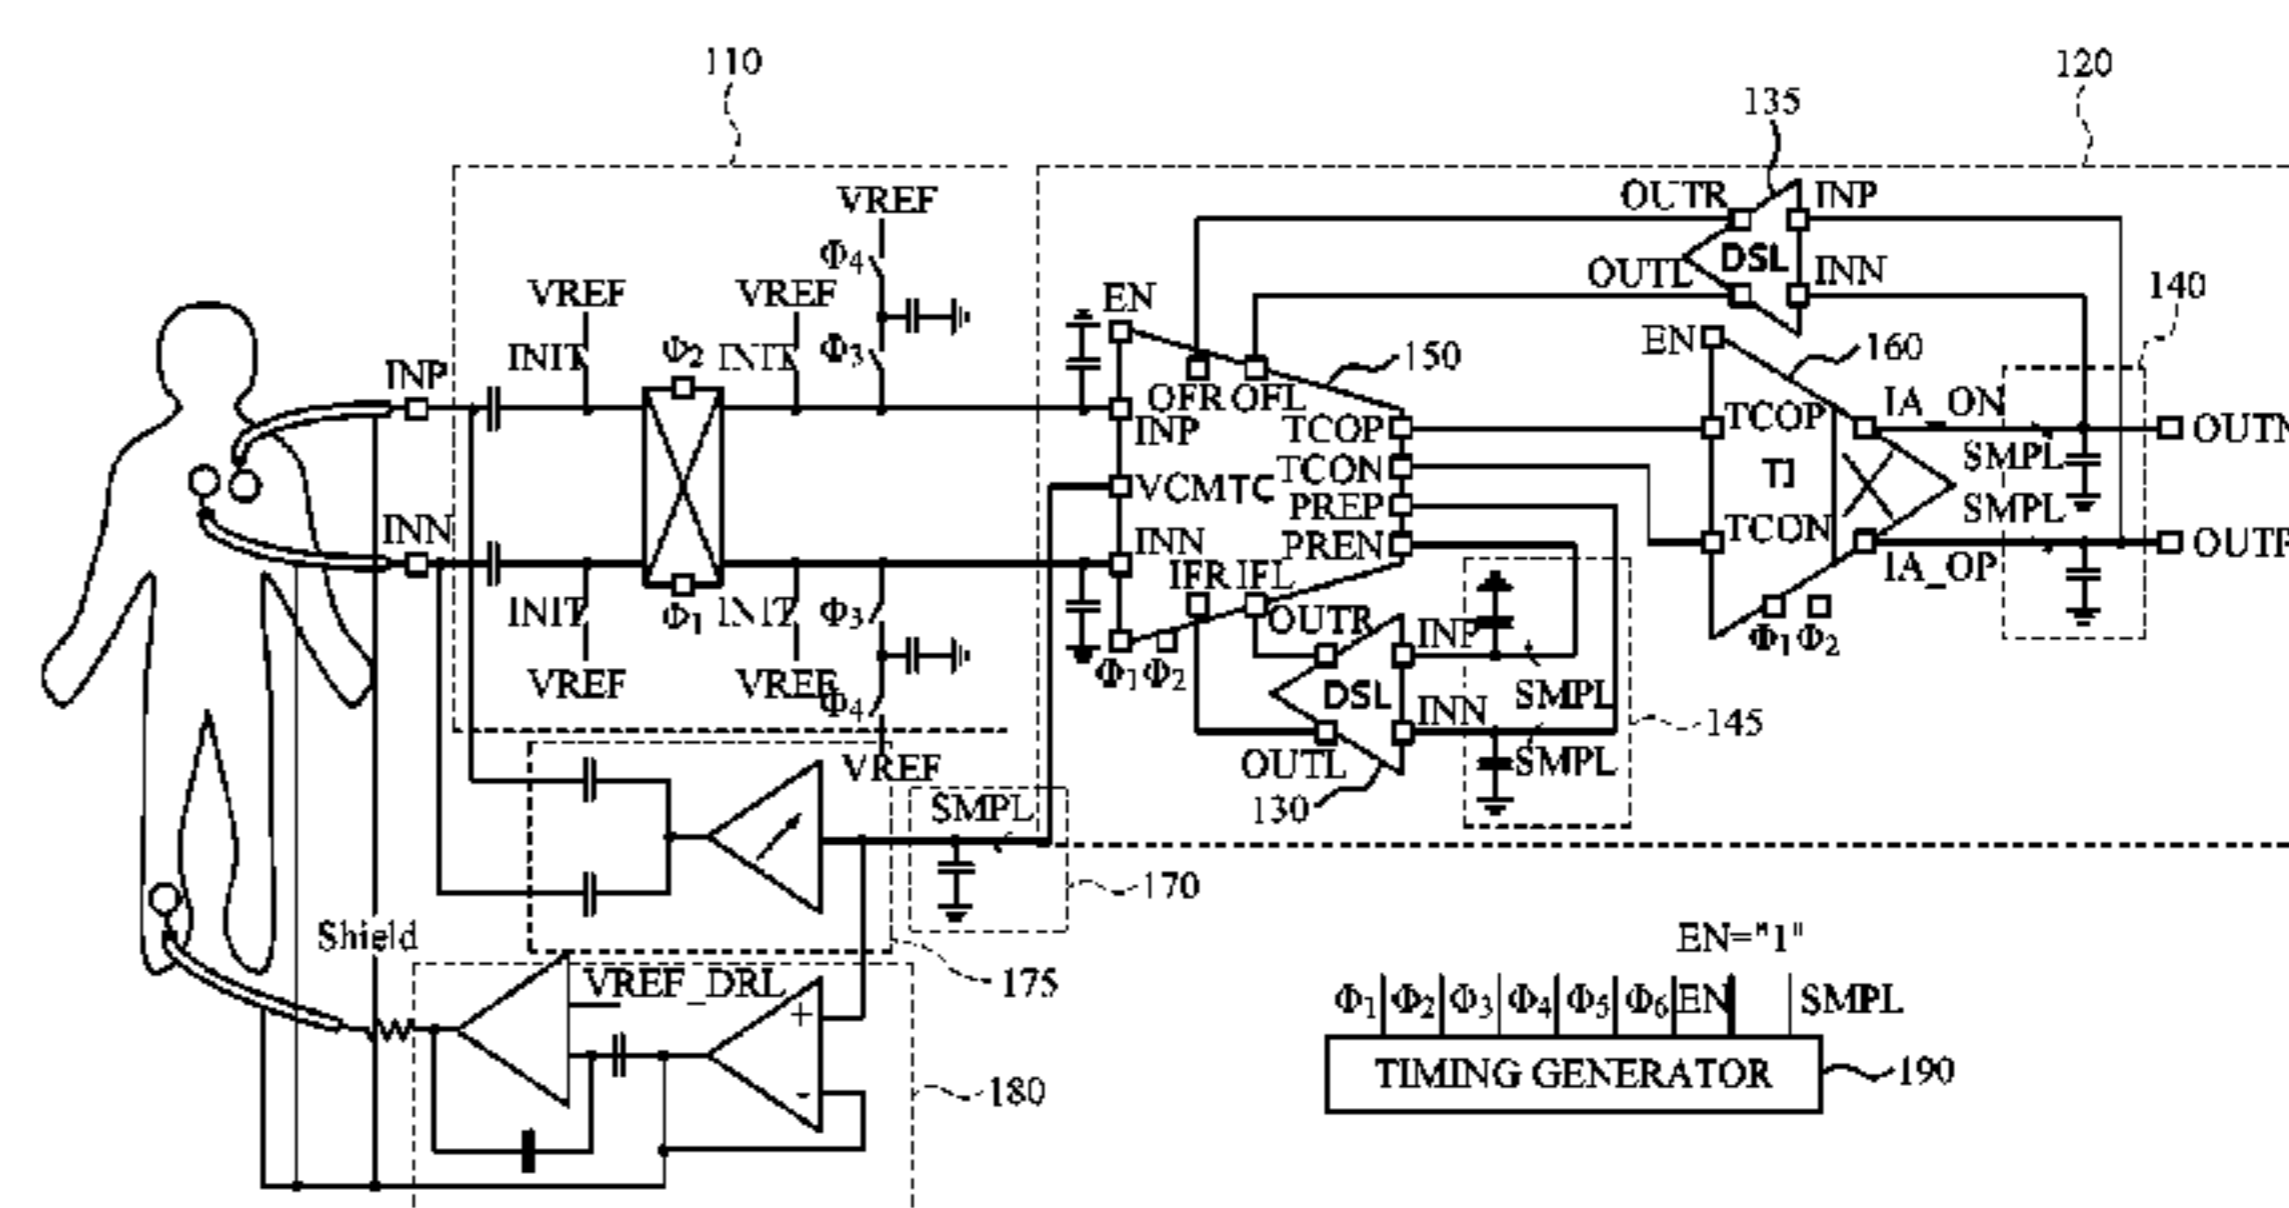 110
120
135
VREF
OUTR
INP
Φ4
DSL
OUTL
INN
VREF
VREF
EN
140
INIT
Φ2
INIT
Φ3
EN
160
150
INP
OFR OFL
IA_ON
INP
TCOP
TCOP
OUTN
SMPL
TCON
TI
VCMTC
PREP
SMPL
INN
INN
PREN
TCON
OUTP
IFR IFL
IA_OP
INIT
Φ1
INIT
Φ3
OUTR
INP
Φ1 Φ2
Φ1 Φ2
VREF
VREF
Φ4
DSL
SMPL
INN
145
VREF
OUTL
SMPL
SMPL
130
170
Shield
EN="1"
175
VREF_DRL
Φ1 Φ2 Φ3 Φ4 Φ5 Φ6 EN SMPL
+
-
TIMING GENERATOR
190
180